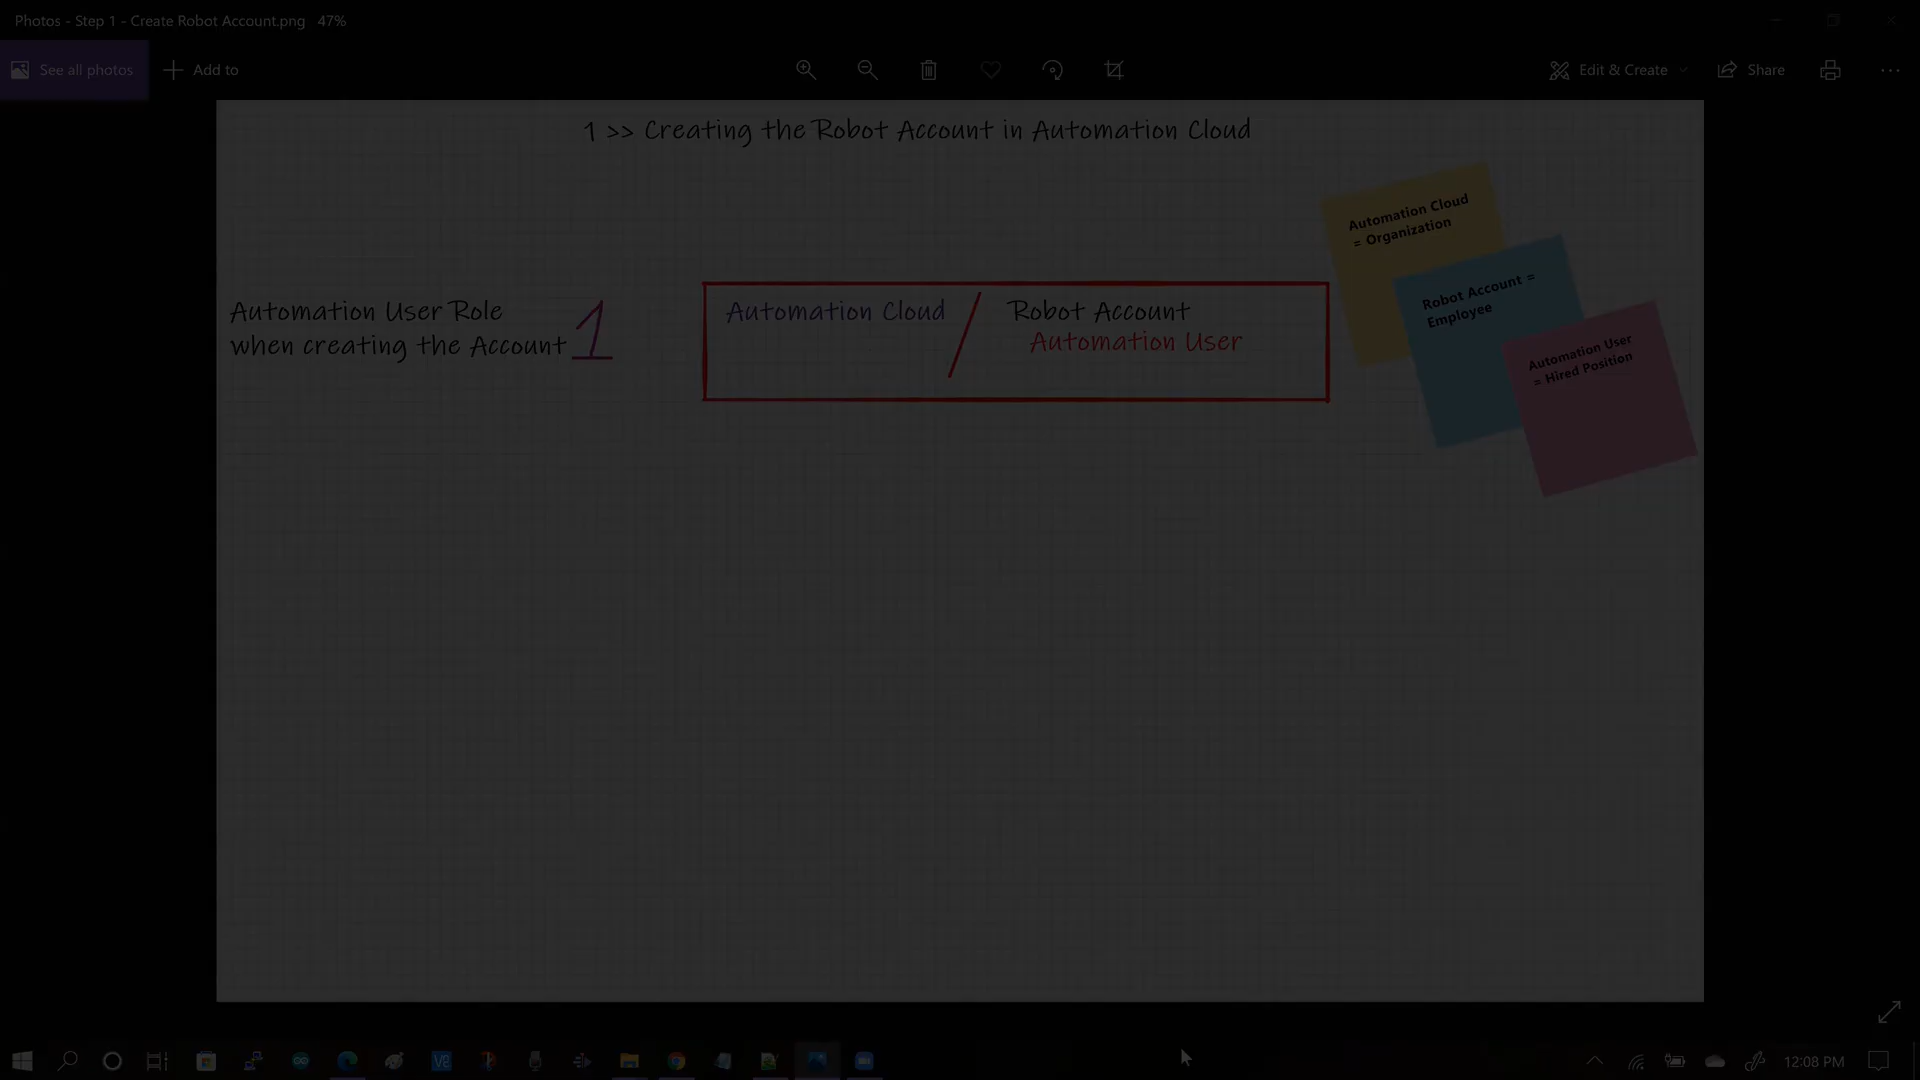 Photos - Step 1 - Create Robot Account.png 47%
See all photos
Add to
Edit & Create
Share
1 >> Creating the Robot Account in Automation Cloud
Automation User Role
when creating the Account
1
Automation Cloud
/
Robot Account
Automation User
Automation Cloud
= Organization
Robot Account =
Employee
Automation User
= Hired Position
12:08 PM